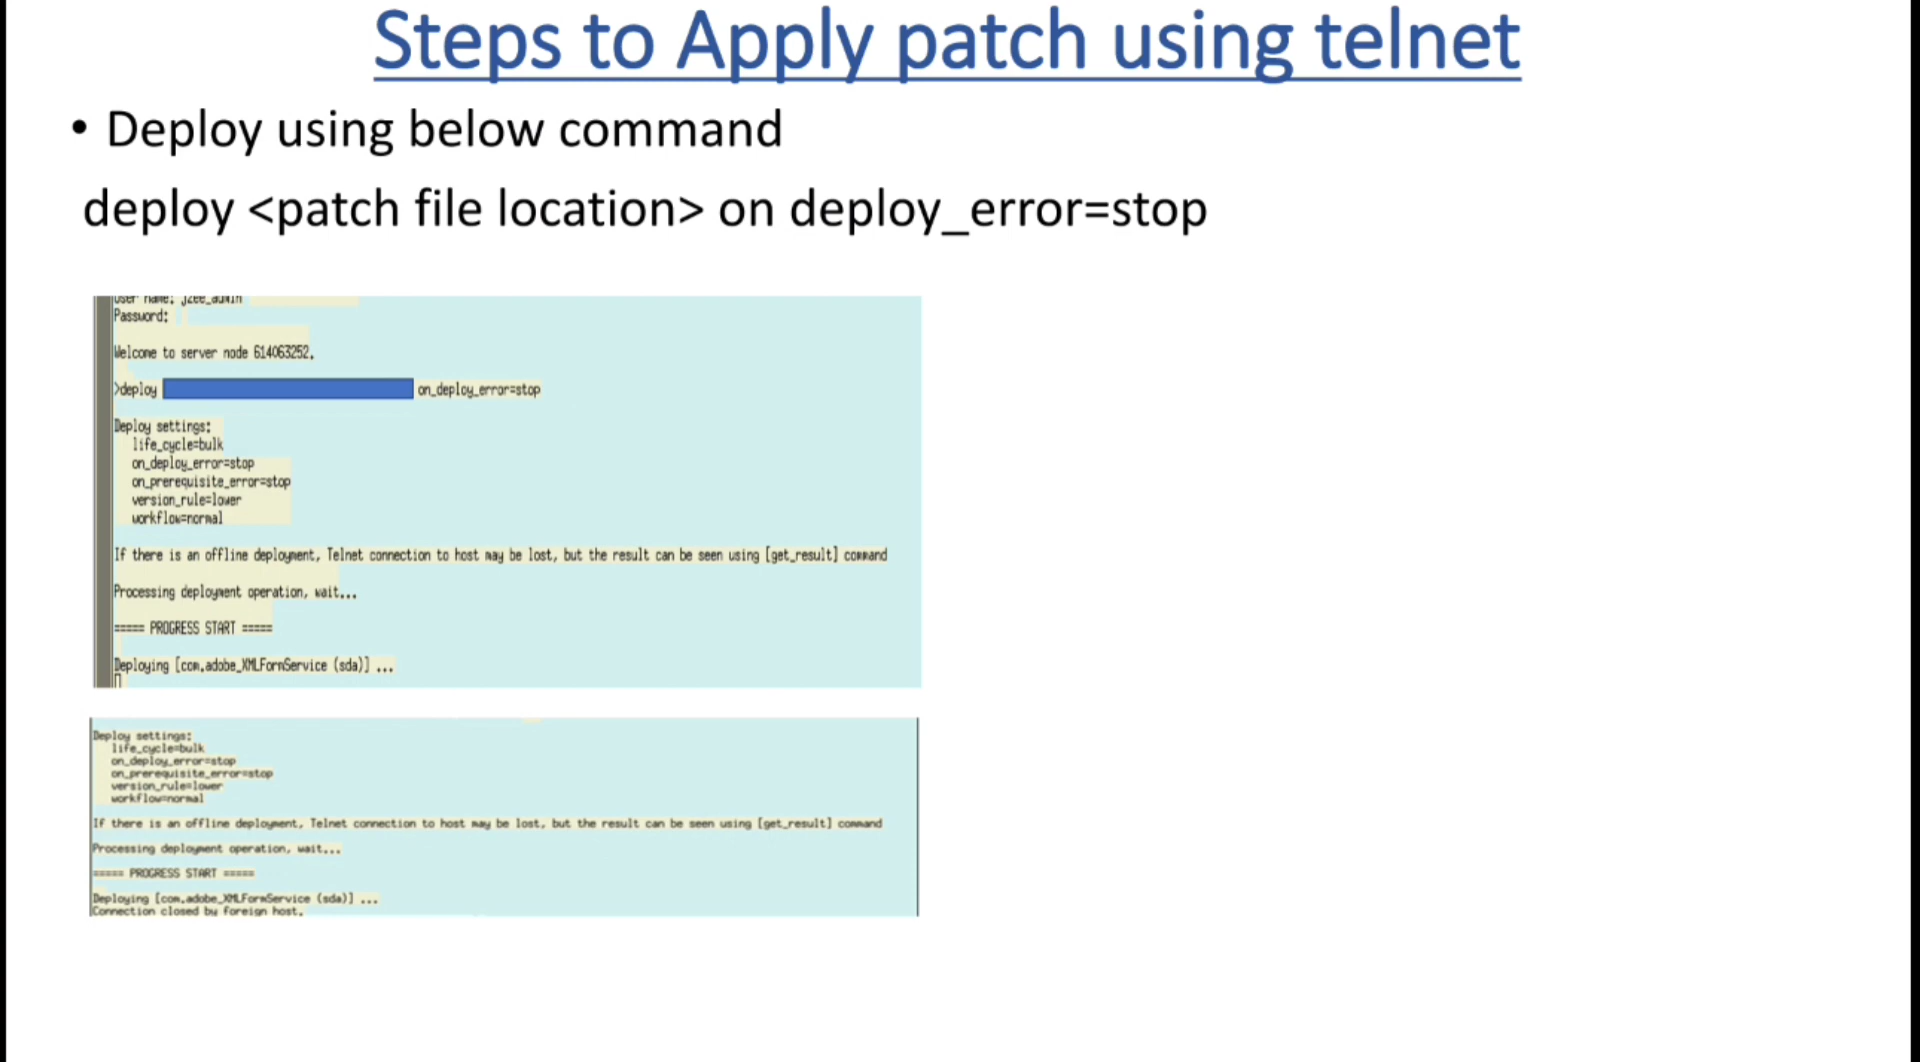 Steps to Apply patch using telnet
• Deploy using below command
deploy <patch file location> on deploy_error=stop
User name: j2ee_admin
Password:
Welcome to server node 614063252.
>deploy on_deploy_error=stop
Deploy settings:
life_cycle=bulk
on_deploy_error=stop
on_prerequisite_error=stop
version_rule=lower
workflow=normal
If there is an offline deployment, Telnet connection to host may be lost, but the result can be seen using [get_result] command
Processing deployment operation, wait...
===== PROGRESS START =====
Deploying [com.adobe_XMLFormService (sda)] ...
Deploy settings:
life_cycle=bulk
on_deploy_error=stop
on_prerequisite_error=stop
version_rule=lower
workflow=normal
If there is an offline deployment, Telnet connection to host may be lost, but the result can be seen using [get_result] command
Processing deployment operation, wait...
===== PROGRESS START =====
Deploying [com.adobe_XMLFormService (sda)] ...
Connection closed by foreign host.